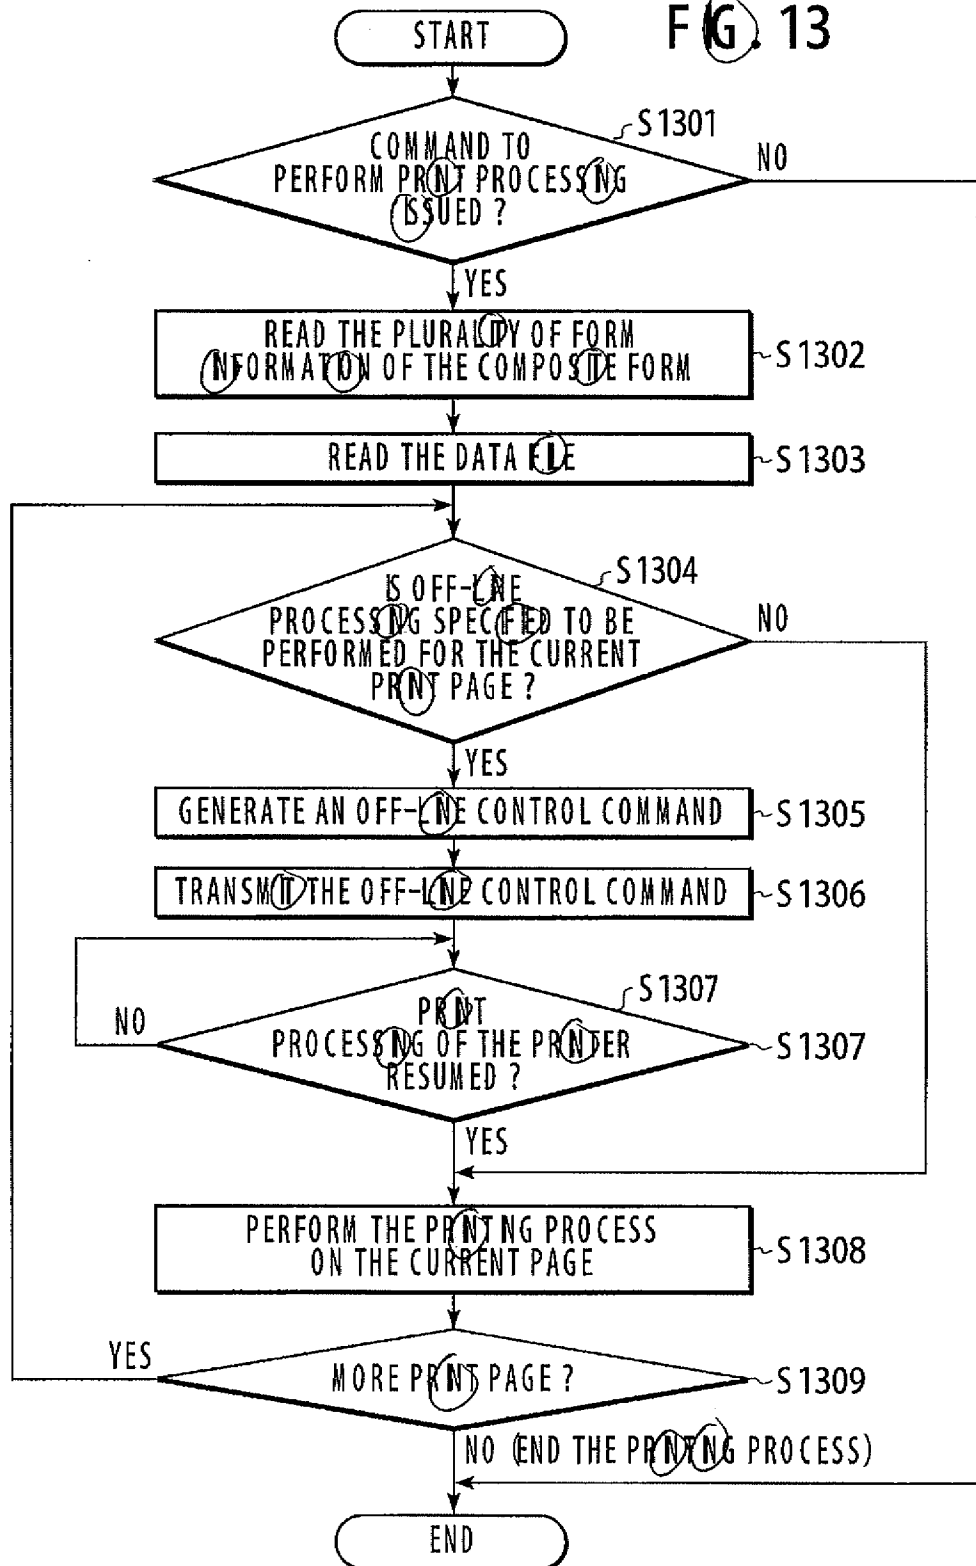 FIG. 13
START
S1301
COMMAND TO
PERFORM PRINT PROCESSING
ISSUED ?
NO
YES
READ THE PLURALITY OF FORM
INFORMATION OF THE COMPOSITE FORM
S1302
READ THE DATA FILE
S1303
S1304
IS OFF-LINE
PROCESSING SPECIFIED TO BE
PERFORMED FOR THE CURRENT
PRINT PAGE ?
NO
YES
GENERATE AN OFF-LINE CONTROL COMMAND
S1305
TRANSMIT THE OFF-LINE CONTROL COMMAND
S1306
S1307
PRINT
PROCESSING OF THE PRINTER
RESUMED ?
NO
S1307
YES
PERFORM THE PRINTING PROCESS
ON THE CURRENT PAGE
S1308
YES
MORE PRINT PAGE ?
S1309
NO (END THE PRINTING PROCESS)
END